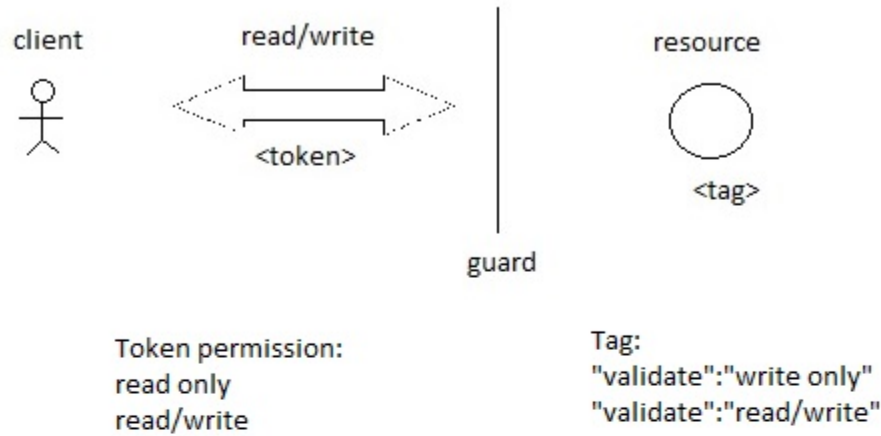 client
read/write
resource
<token>
<tag>
guard
Token permission:
read only
read/write
Tag:
"validate":"write only"
"validate":"read/write"